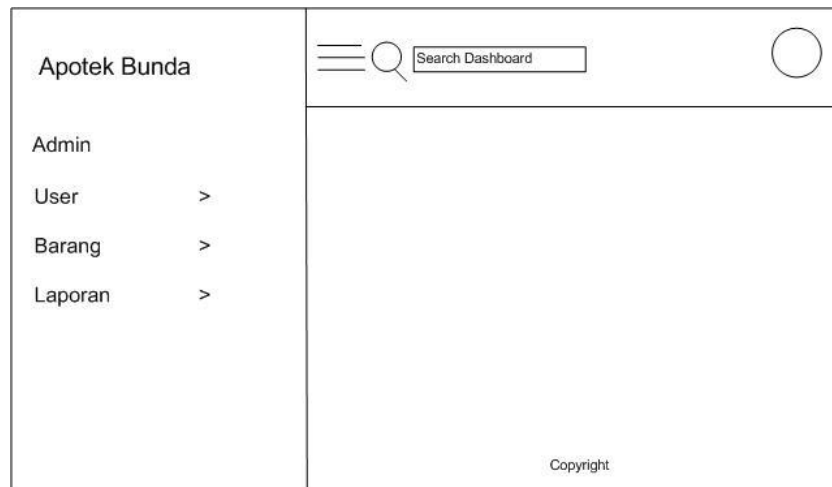 Apotek Bunda
Admin
User >
Barang >
Laporan >
Search Dashboard
Copyright